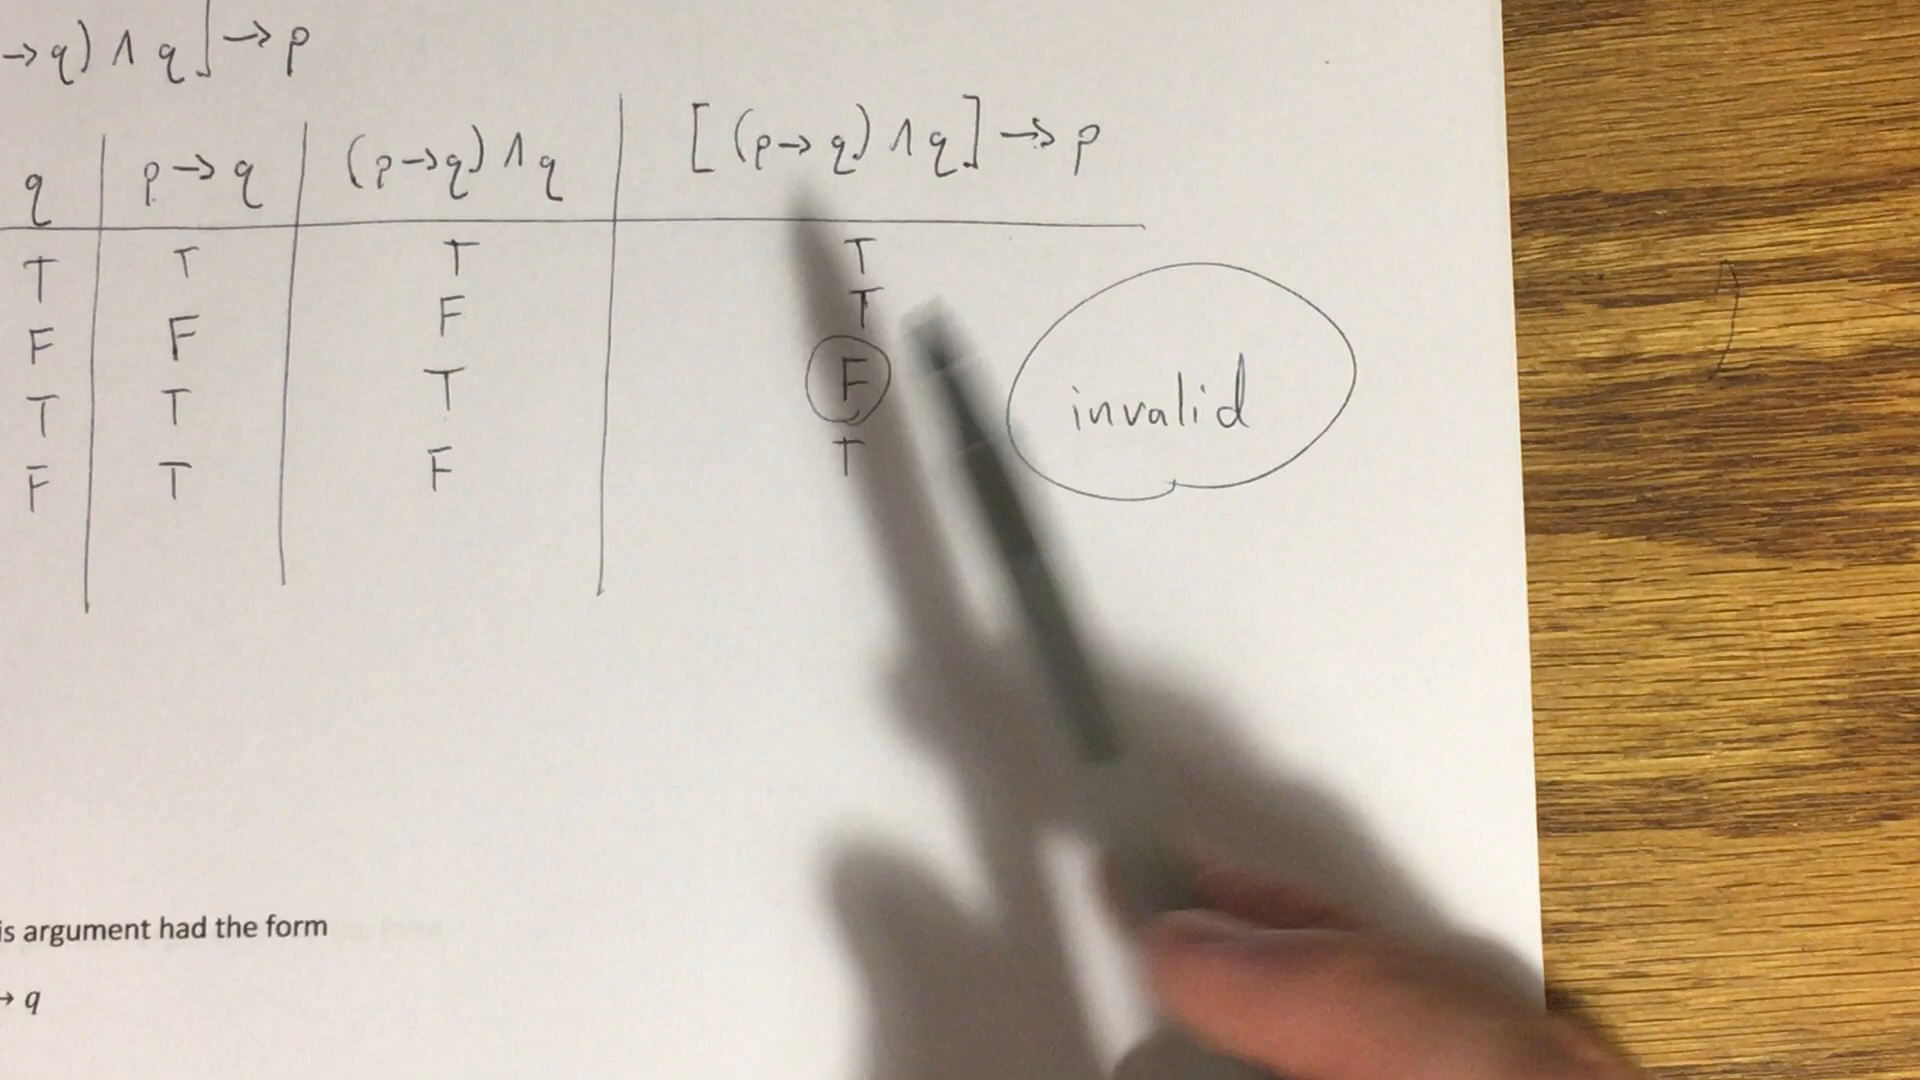 →q) ∧ q] → p
q | p → q | (p→q) ∧ q | [(p→ q) ∧ q] → p
T T T T
F F F T
T T T F
F T F T
invalid
is argument had the form
→ q